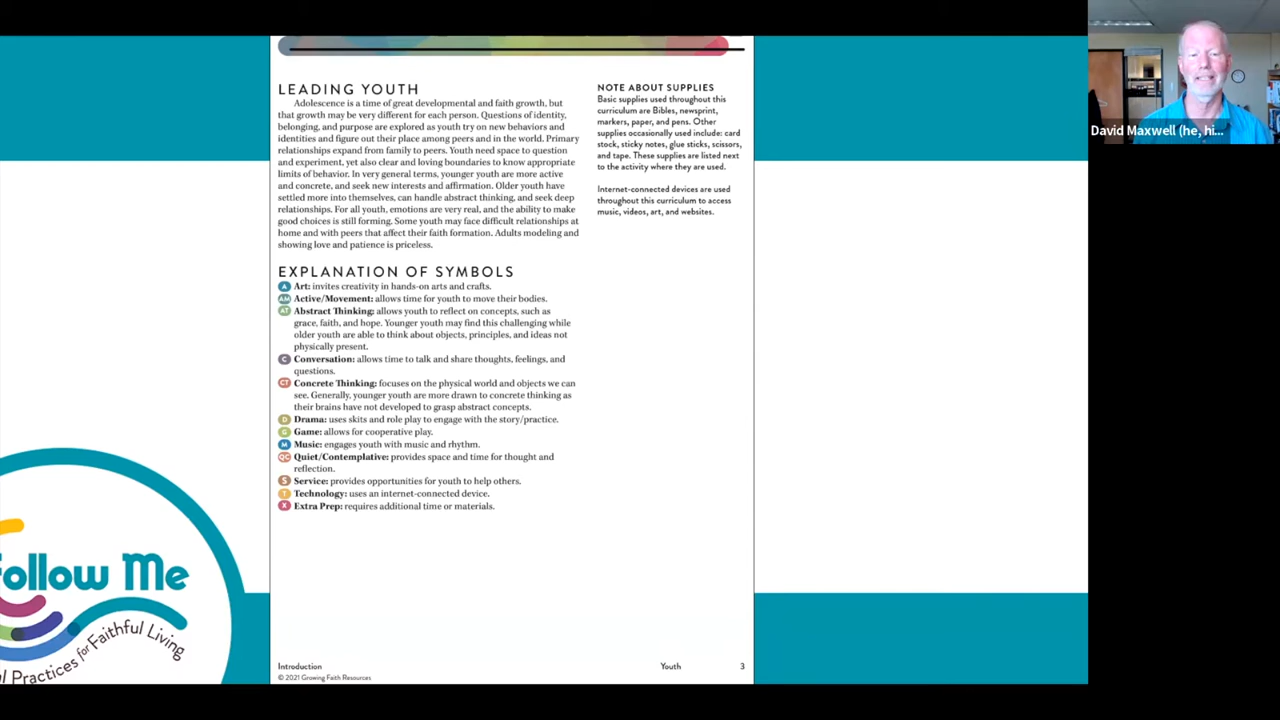 LEADING YOUTH
Adolescence is a time of great developmental and faith growth, but
that growth may be very different for each person. Questions of identity,
belonging, and purpose are explored as youth try on new behaviors and
identities and figure out their place among peers and in the world. Primary
relationships expand from family to peers. Youth need space to question
and experiment, yet also clear and loving boundaries to know appropriate
limits of behavior. In very general terms, younger youth are more active
and concrete, and seek new interests and affirmation. Older youth have
settled more into themselves, can handle abstract thinking, and seek deep
relationships. For all youth, emotions are very real, and the ability to make
good choices is still forming. Some youth may face difficult relationships at
home and with peers that affect their faith formation. Adults modeling and
showing love and patience is priceless.
EXPLANATION OF SYMBOLS
A Art: invites creativity in hands-on arts and crafts.
AM Active/Movement: allows time for youth to move their bodies.
AT Abstract Thinking: allows youth to reflect on concepts, such as
grace, faith, and hope. Younger youth may find this challenging while
older youth are able to think about objects, principles, and ideas not
physically present.
C Conversation: allows time to talk and share thoughts, feelings, and
questions.
CT Concrete Thinking: focuses on the physical world and objects we can
see. Generally, younger youth are more drawn to concrete thinking as
their brains have not developed to grasp abstract concepts.
D Drama: uses skits and role play to engage with the story/practice.
G Game: allows for cooperative play.
M Music: engages youth with music and rhythm.
QC Quiet/Contemplative: provides space and time for thought and
reflection.
S Service: provides opportunities for youth to help others.
T Technology: uses an internet-connected device.
X Extra Prep: requires additional time or materials.
NOTE ABOUT SUPPLIES
Basic supplies used throughout this
curriculum are Bibles, newsprint,
markers, paper, and pens. Other
supplies occasionally used include: card
stock, sticky notes, glue sticks, scissors,
and tape. These supplies are listed next
to the activity where they are used.
Internet-connected devices are used
throughout this curriculum to access
music, videos, art, and websites.
Introduction
© 2021 Growing Faith Resources
Youth 3
ollow Me
l Practices for Faithful Living
David Maxwell (he, hi...